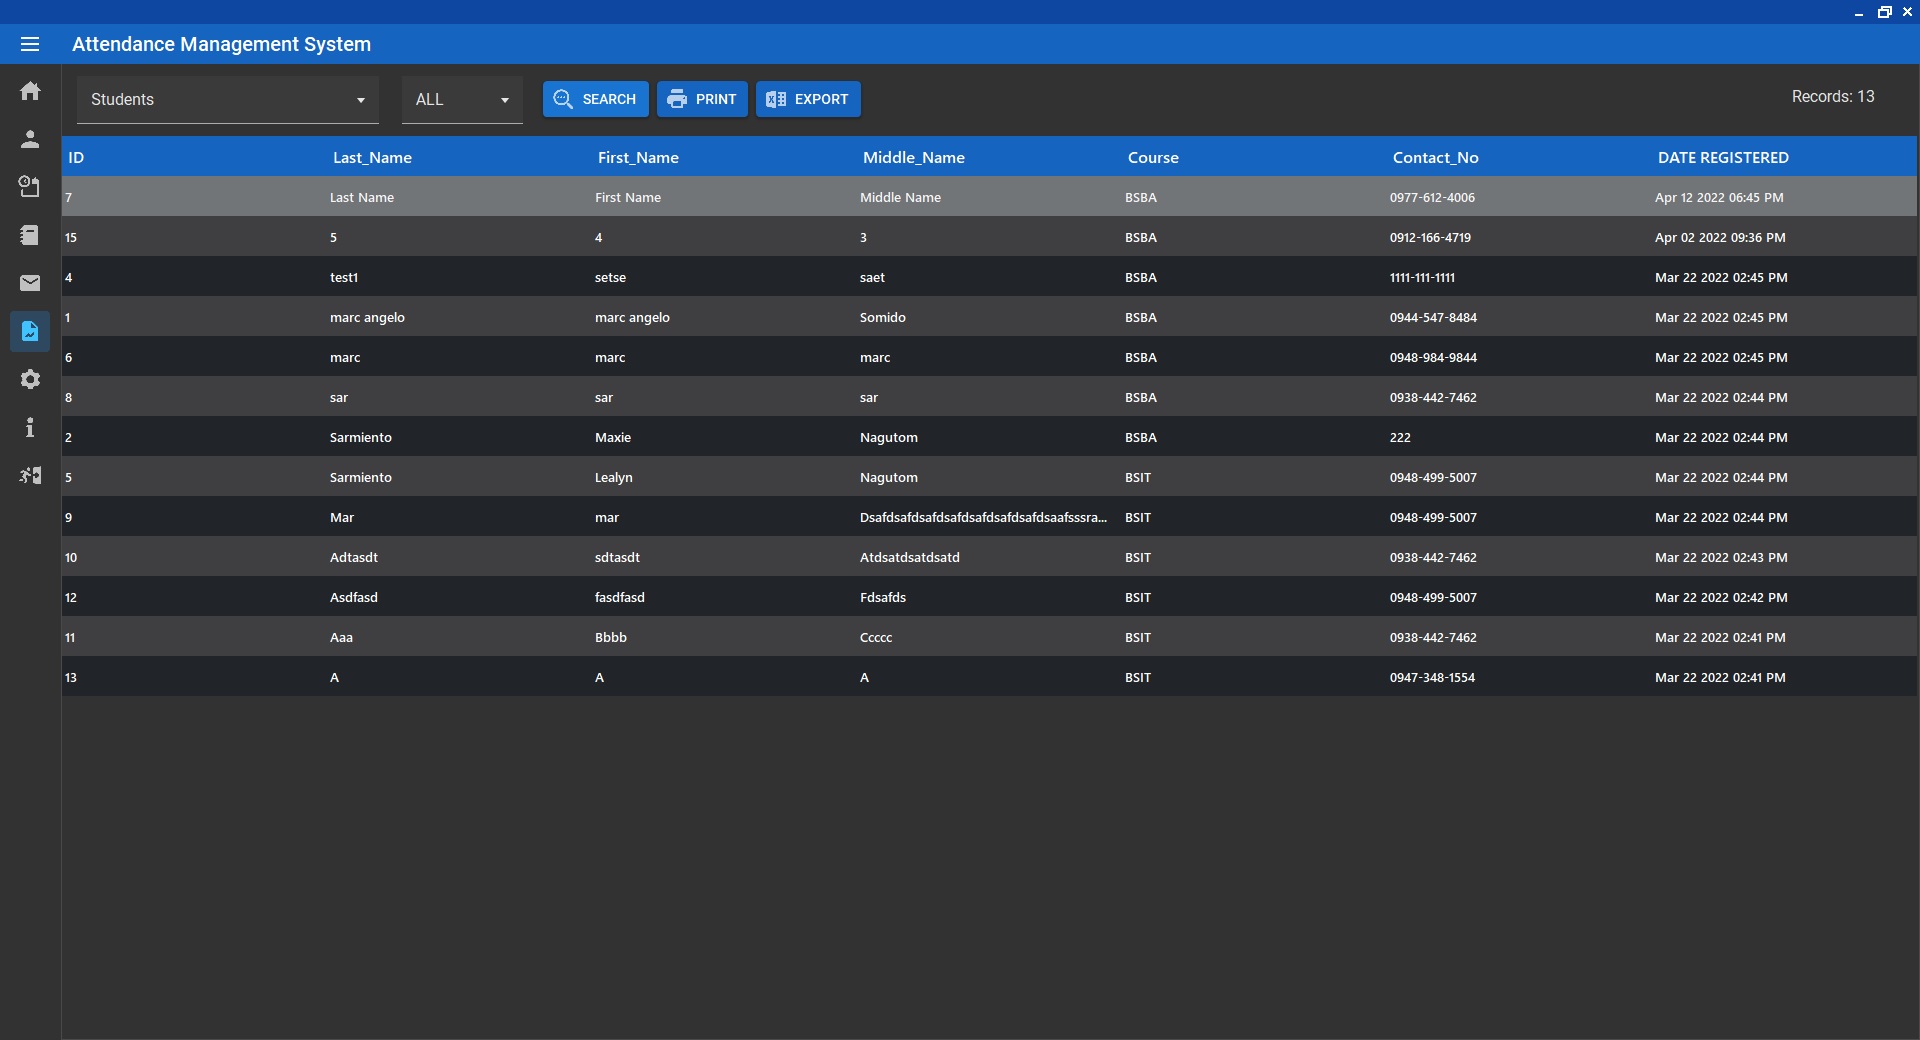 Attendance Management System
Students ALL SEARCH PRINT EXPORT Records: 13
ID Last_Name First_Name Middle_Name Course Contact_No DATE REGISTERED
7 Last Name First Name Middle Name BSBA 0977-612-4006 Apr 12 2022 06:45 PM
15 5 4 3 BSBA 0912-166-4719 Apr 02 2022 09:36 PM
4 test1 setse saet BSBA 1111-111-1111 Mar 22 2022 02:45 PM
1 marc angelo marc angelo Somido BSBA 0944-547-8484 Mar 22 2022 02:45 PM
6 marc marc marc BSBA 0948-984-9844 Mar 22 2022 02:45 PM
8 sar sar sar BSBA 0938-442-7462 Mar 22 2022 02:44 PM
2 Sarmiento Maxie Nagutom BSBA 222 Mar 22 2022 02:44 PM
5 Sarmiento Lealyn Nagutom BSIT 0948-499-5007 Mar 22 2022 02:44 PM
9 Mar mar Dsafdsafdsafdsafdsafdsafdsafdsaafsssra... BSIT 0948-499-5007 Mar 22 2022 02:44 PM
10 Adtasdt sdtasdt Atdsatdsatdsatd BSIT 0938-442-7462 Mar 22 2022 02:43 PM
12 Asdfasd fasdfasd Fdsafds BSIT 0948-499-5007 Mar 22 2022 02:42 PM
11 Aaa Bbbb Ccccc BSIT 0938-442-7462 Mar 22 2022 02:41 PM
13 A A A BSIT 0947-348-1554 Mar 22 2022 02:41 PM